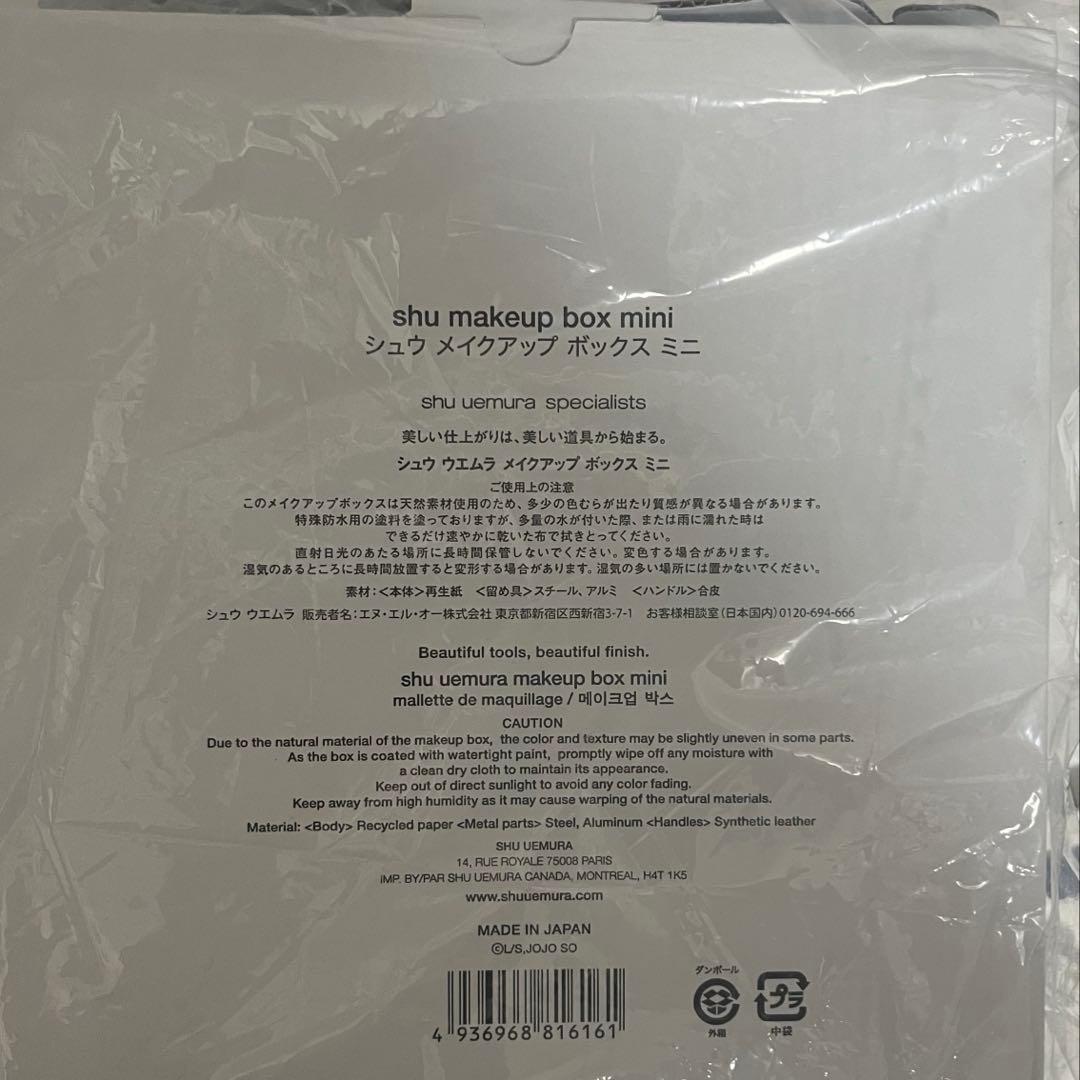 shu makeup box mini
シュウ メイクアップ ボックス ミニ
shu uemura specialists
美しい仕上がりは、美しい道具から始まる。
シュウ ウエムラ メイクアップ ボックス ミニ
ご使用上の注意
このメイクアップボックスは天然素材使用のため、多少の色むらが出たり質感が異なる場合があります。
特殊防水用の塗料を塗っておりますが、多量の水が付いた際、または雨に濡れた時は
できるだけ速やかに乾いた布で拭きとってください。
直射日光のあたる場所に長時間保管しないでください。変色する場合があります。
湿気のあるところに長時間放置すると変形する場合があります。湿気の多い場所には置かないでください。
素材：＜本体＞再生紙 ＜留め具＞スチール、アルミ ＜ハンドル＞合皮
シュウ ウエムラ 販売者名：エヌ・エル・オー株式会社 東京都新宿区西新宿3-7-1 お客様相談室（日本国内）0120-694-666
Beautiful tools, beautiful finish.
shu uemura makeup box mini
mallette de maquillage / 메이크업 박스
CAUTION
Due to the natural material of the makeup box, the color and texture may be slightly uneven in some parts.
As the box is coated with watertight paint, promptly wipe off any moisture with
a clean dry cloth to maintain its appearance.
Keep out of direct sunlight to avoid any color fading.
Keep away from high humidity as it may cause warping of the natural materials.
Material: <Body> Recycled paper <Metal parts> Steel, Aluminum <Handles> Synthetic leather
SHU UEMURA
14, RUE ROYALE 75008 PARIS
IMP. BY/PAR SHU UEMURA CANADA, MONTREAL, H4T 1K5
www.shuuemura.com
MADE IN JAPAN
©L/S,JOJO SO
4 936968 816161
ダンボール
外箱
プラ
中袋